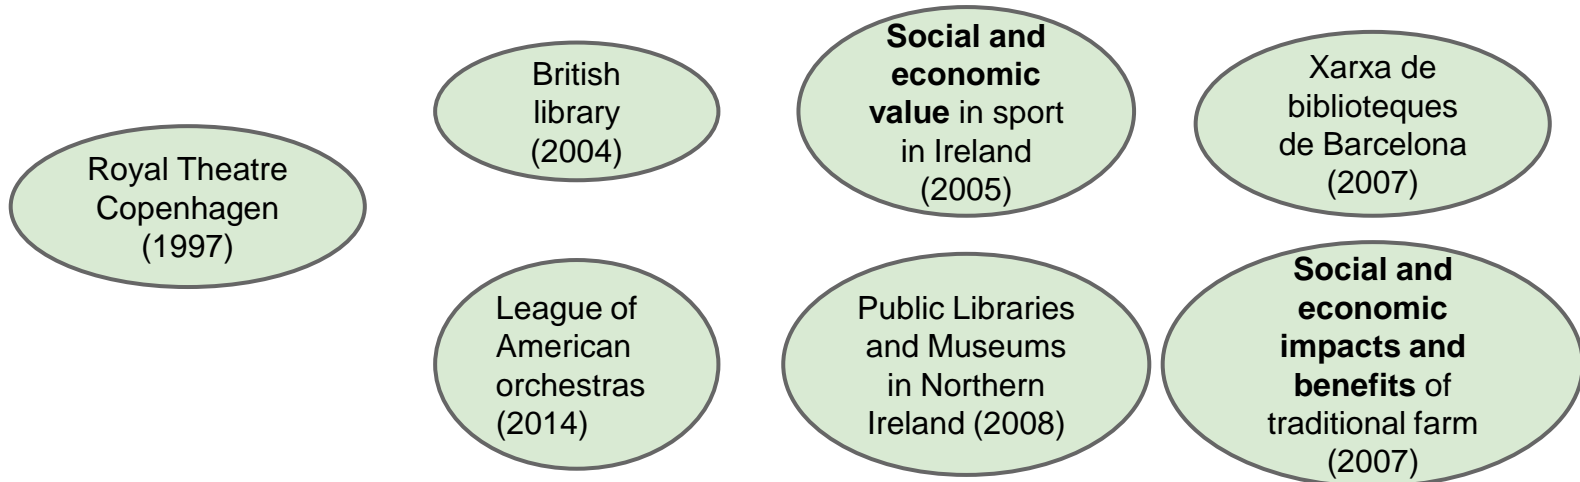 Royal Theatre
Copenhagen
(1997)
British
library
(2004)
Social and
economic
value in sport
in Ireland
(2005)
Xarxa de
biblioteques
de Barcelona
(2007)
League of
American
orchestras
(2014)
Public Libraries
and Museums
in Northern
Ireland (2008)
Social and
economic
impacts and
benefits of
traditional farm
(2007)